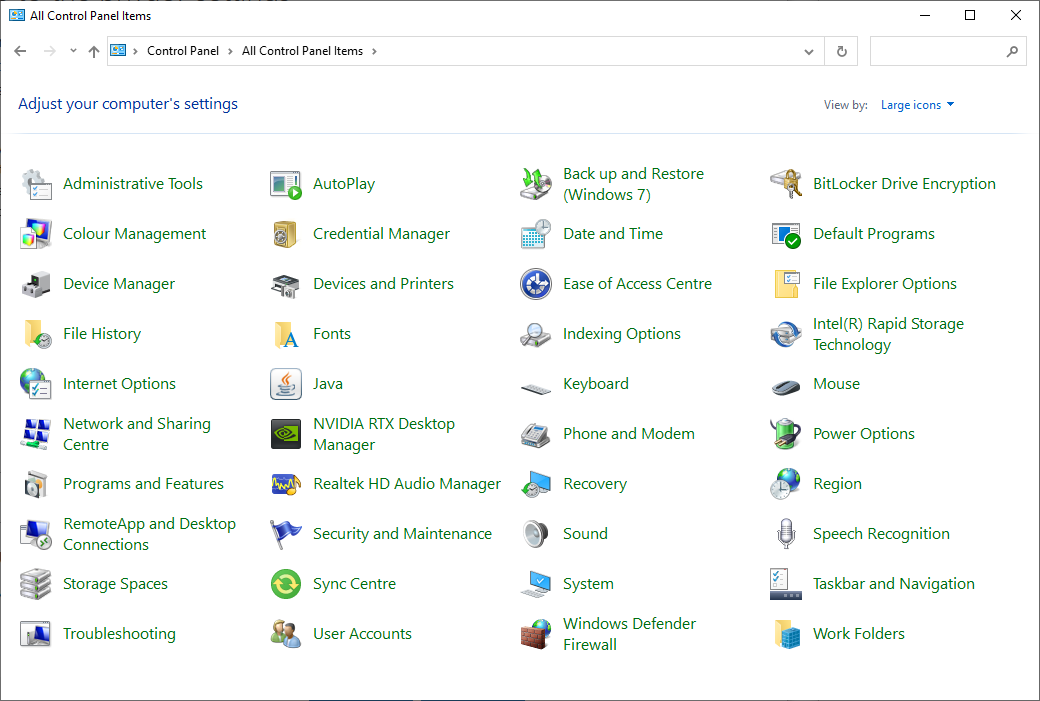 All Control Panel Items
Control Panel > All Control Panel Items >
Adjust your computer's settings
View by: Large icons
Administrative Tools
AutoPlay
Back up and Restore
(Windows 7)
BitLocker Drive Encryption
Colour Management
Credential Manager
Date and Time
Default Programs
Device Manager
Devices and Printers
Ease of Access Centre
File Explorer Options
File History
Fonts
Indexing Options
Intel(R) Rapid Storage
Technology
Internet Options
Java
Keyboard
Mouse
Network and Sharing
Centre
NVIDIA RTX Desktop
Manager
Phone and Modem
Power Options
Programs and Features
Realtek HD Audio Manager
Recovery
Region
RemoteApp and Desktop
Connections
Security and Maintenance
Sound
Speech Recognition
Storage Spaces
Sync Centre
System
Taskbar and Navigation
Troubleshooting
User Accounts
Windows Defender
Firewall
Work Folders